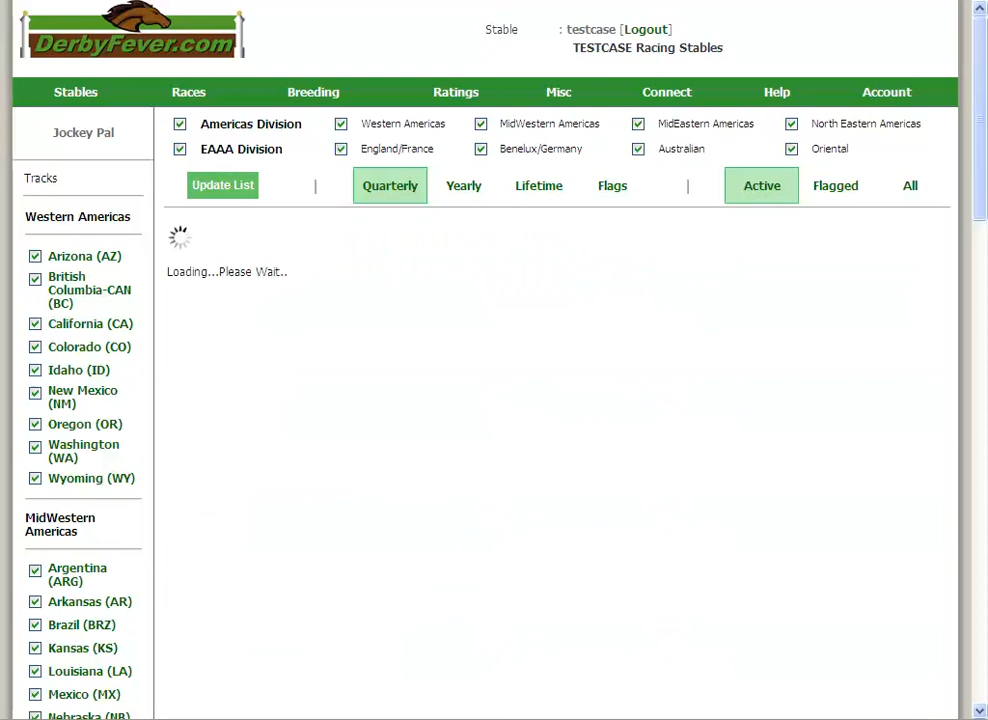 DerbyFever.com
Stable : testcase [Logout]
TESTCASE Racing Stables
Stables Races Breeding Ratings Misc Connect Help Account
Jockey Pal
Americas Division Western Americas MidWestern Americas MidEastern Americas North Eastern Americas
EAAA Division England/France Benelux/Germany Australian Oriental
Update List | Quarterly Yearly Lifetime Flags | Active Flagged All
Loading...Please Wait..
Tracks
Western Americas
Arizona (AZ)
British
Columbia-CAN
(BC)
California (CA)
Colorado (CO)
Idaho (ID)
New Mexico
(NM)
Oregon (OR)
Washington
(WA)
Wyoming (WY)
MidWestern
Americas
Argentina
(ARG)
Arkansas (AR)
Brazil (BRZ)
Kansas (KS)
Louisiana (LA)
Mexico (MX)
Nebraska (NB)